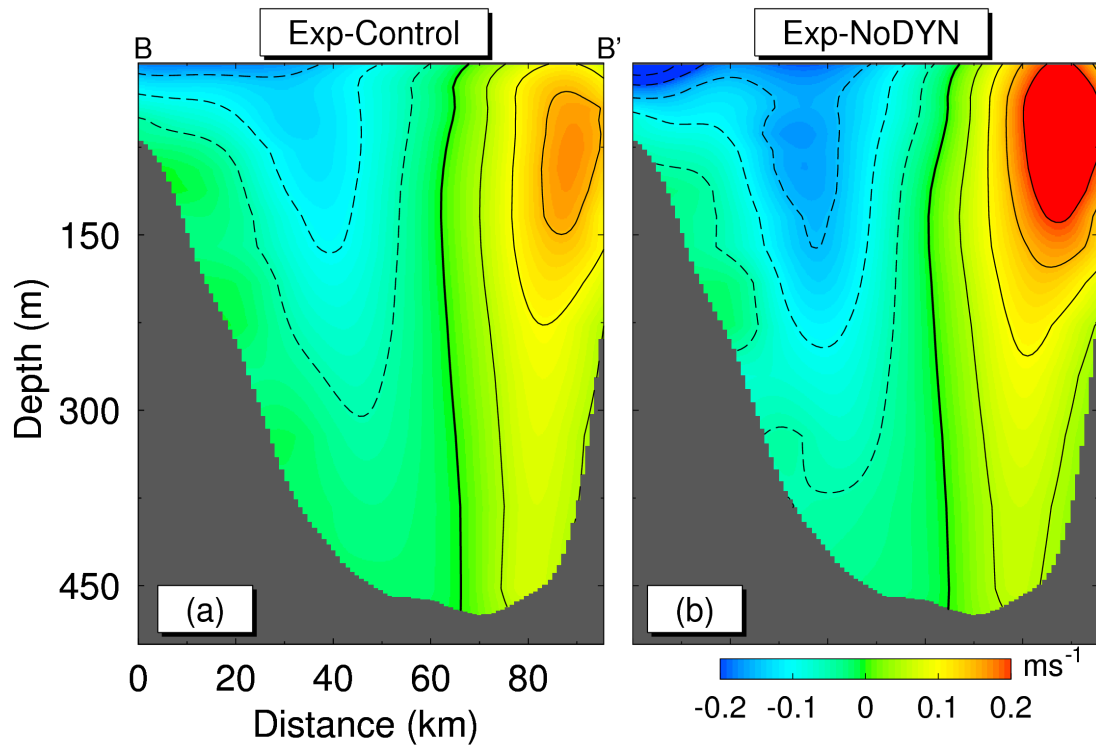 Exp-Control
Exp-NoDYN
B
B’
150
300
450
Depth (m)
(a)
(b)
0
20
40
60
80
Distance (km)
ms⁻¹
-0.2
-0.1
0
0.1
0.2